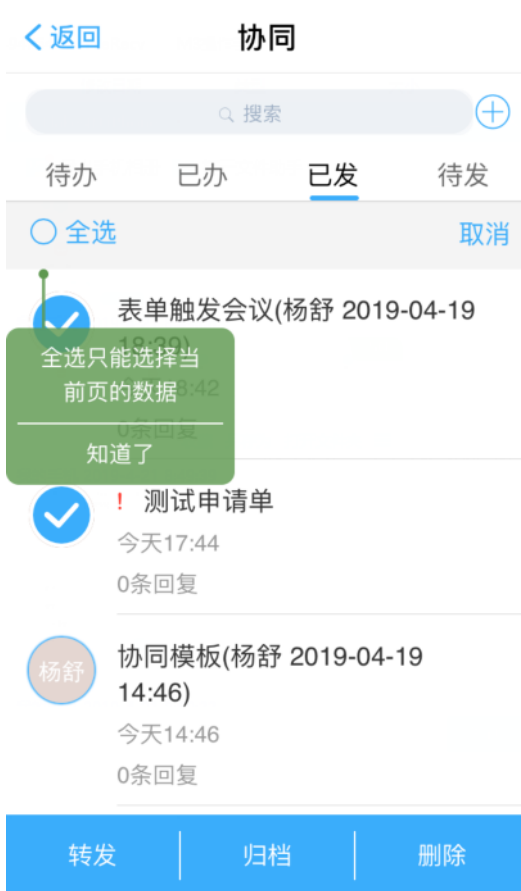 返回
协同
搜索
待办
已办
已发
待发
全选
取消
表单触发会议(杨舒 2019-04-19
18:39)
全选只能选择当
前页的数据
8:42
0条回复
知道了
! 测试申请单
今天17:44
0条回复
杨舒
协同模板(杨舒 2019-04-19
14:46)
今天14:46
0条回复
转发
归档
删除